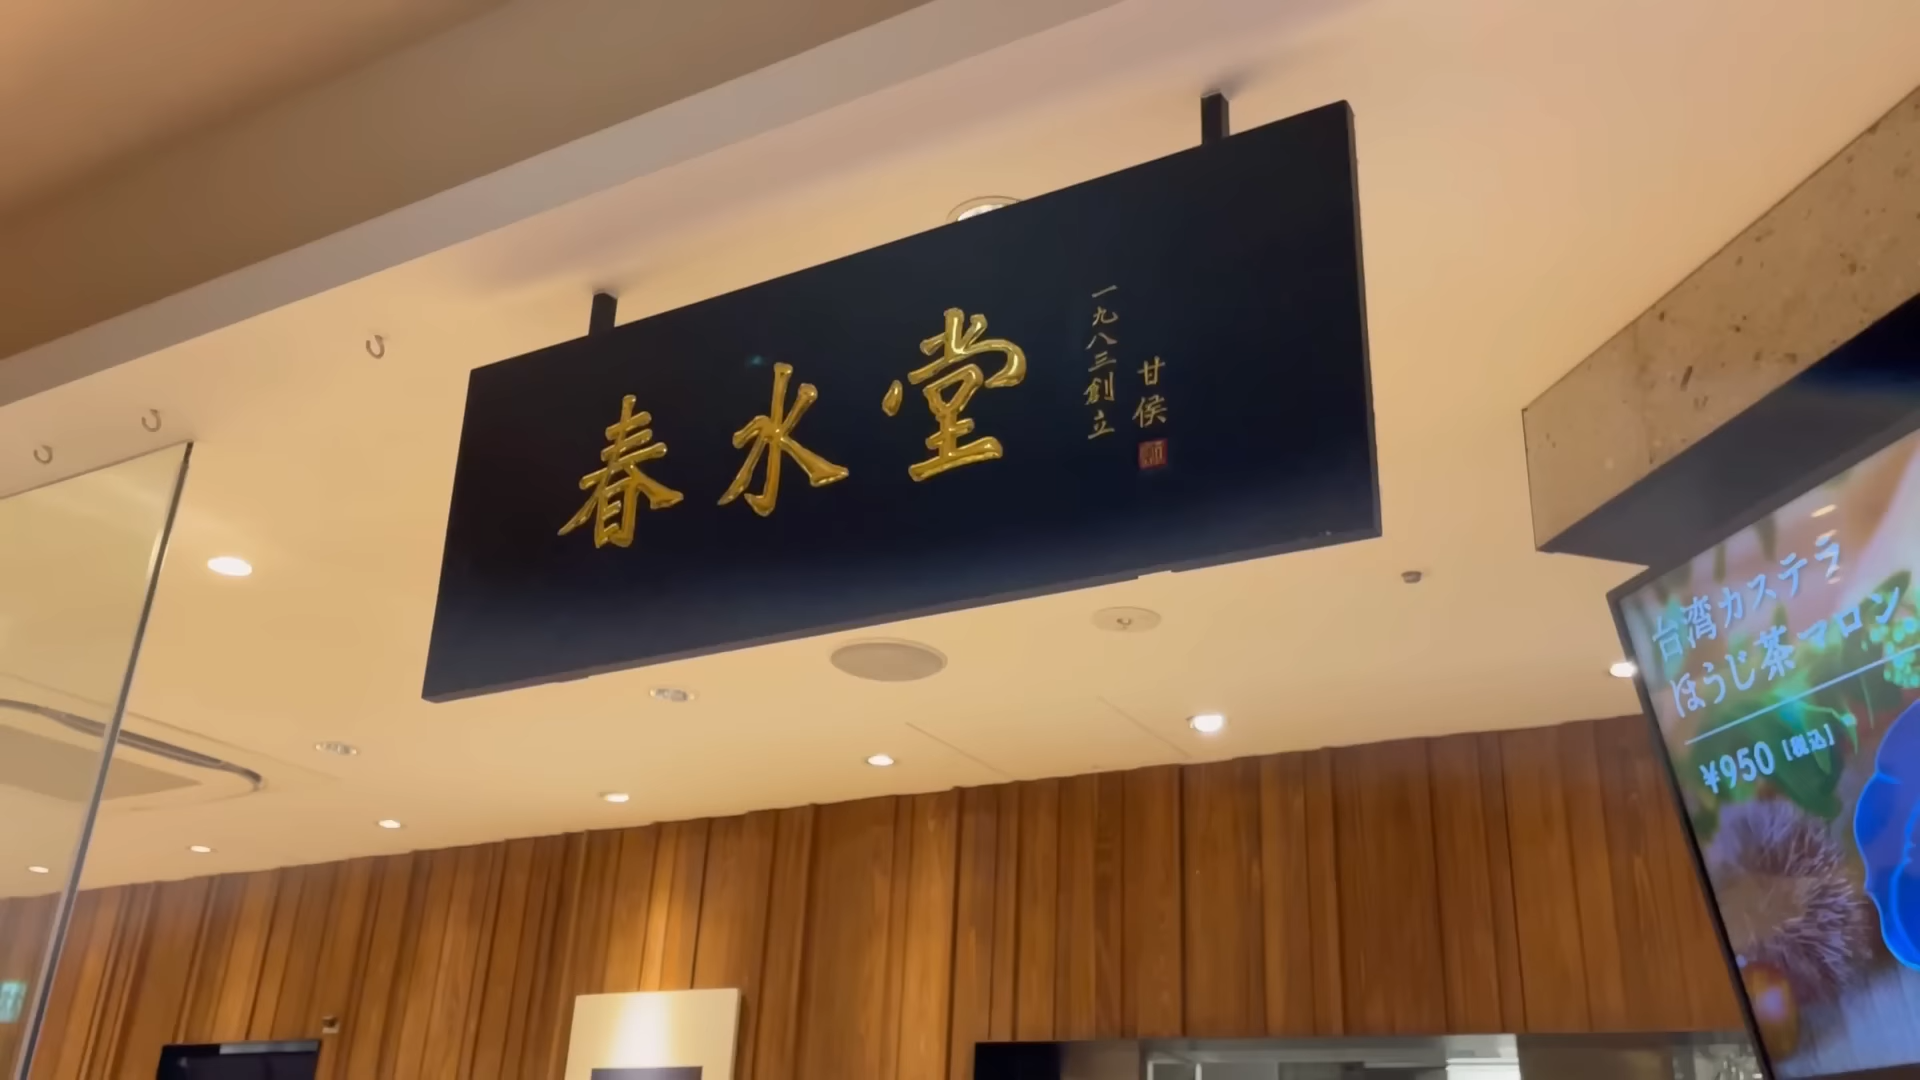 春水堂
一九八三創立
甘侯
台湾カステラ
ほうじ茶マロン
¥950 [税込]